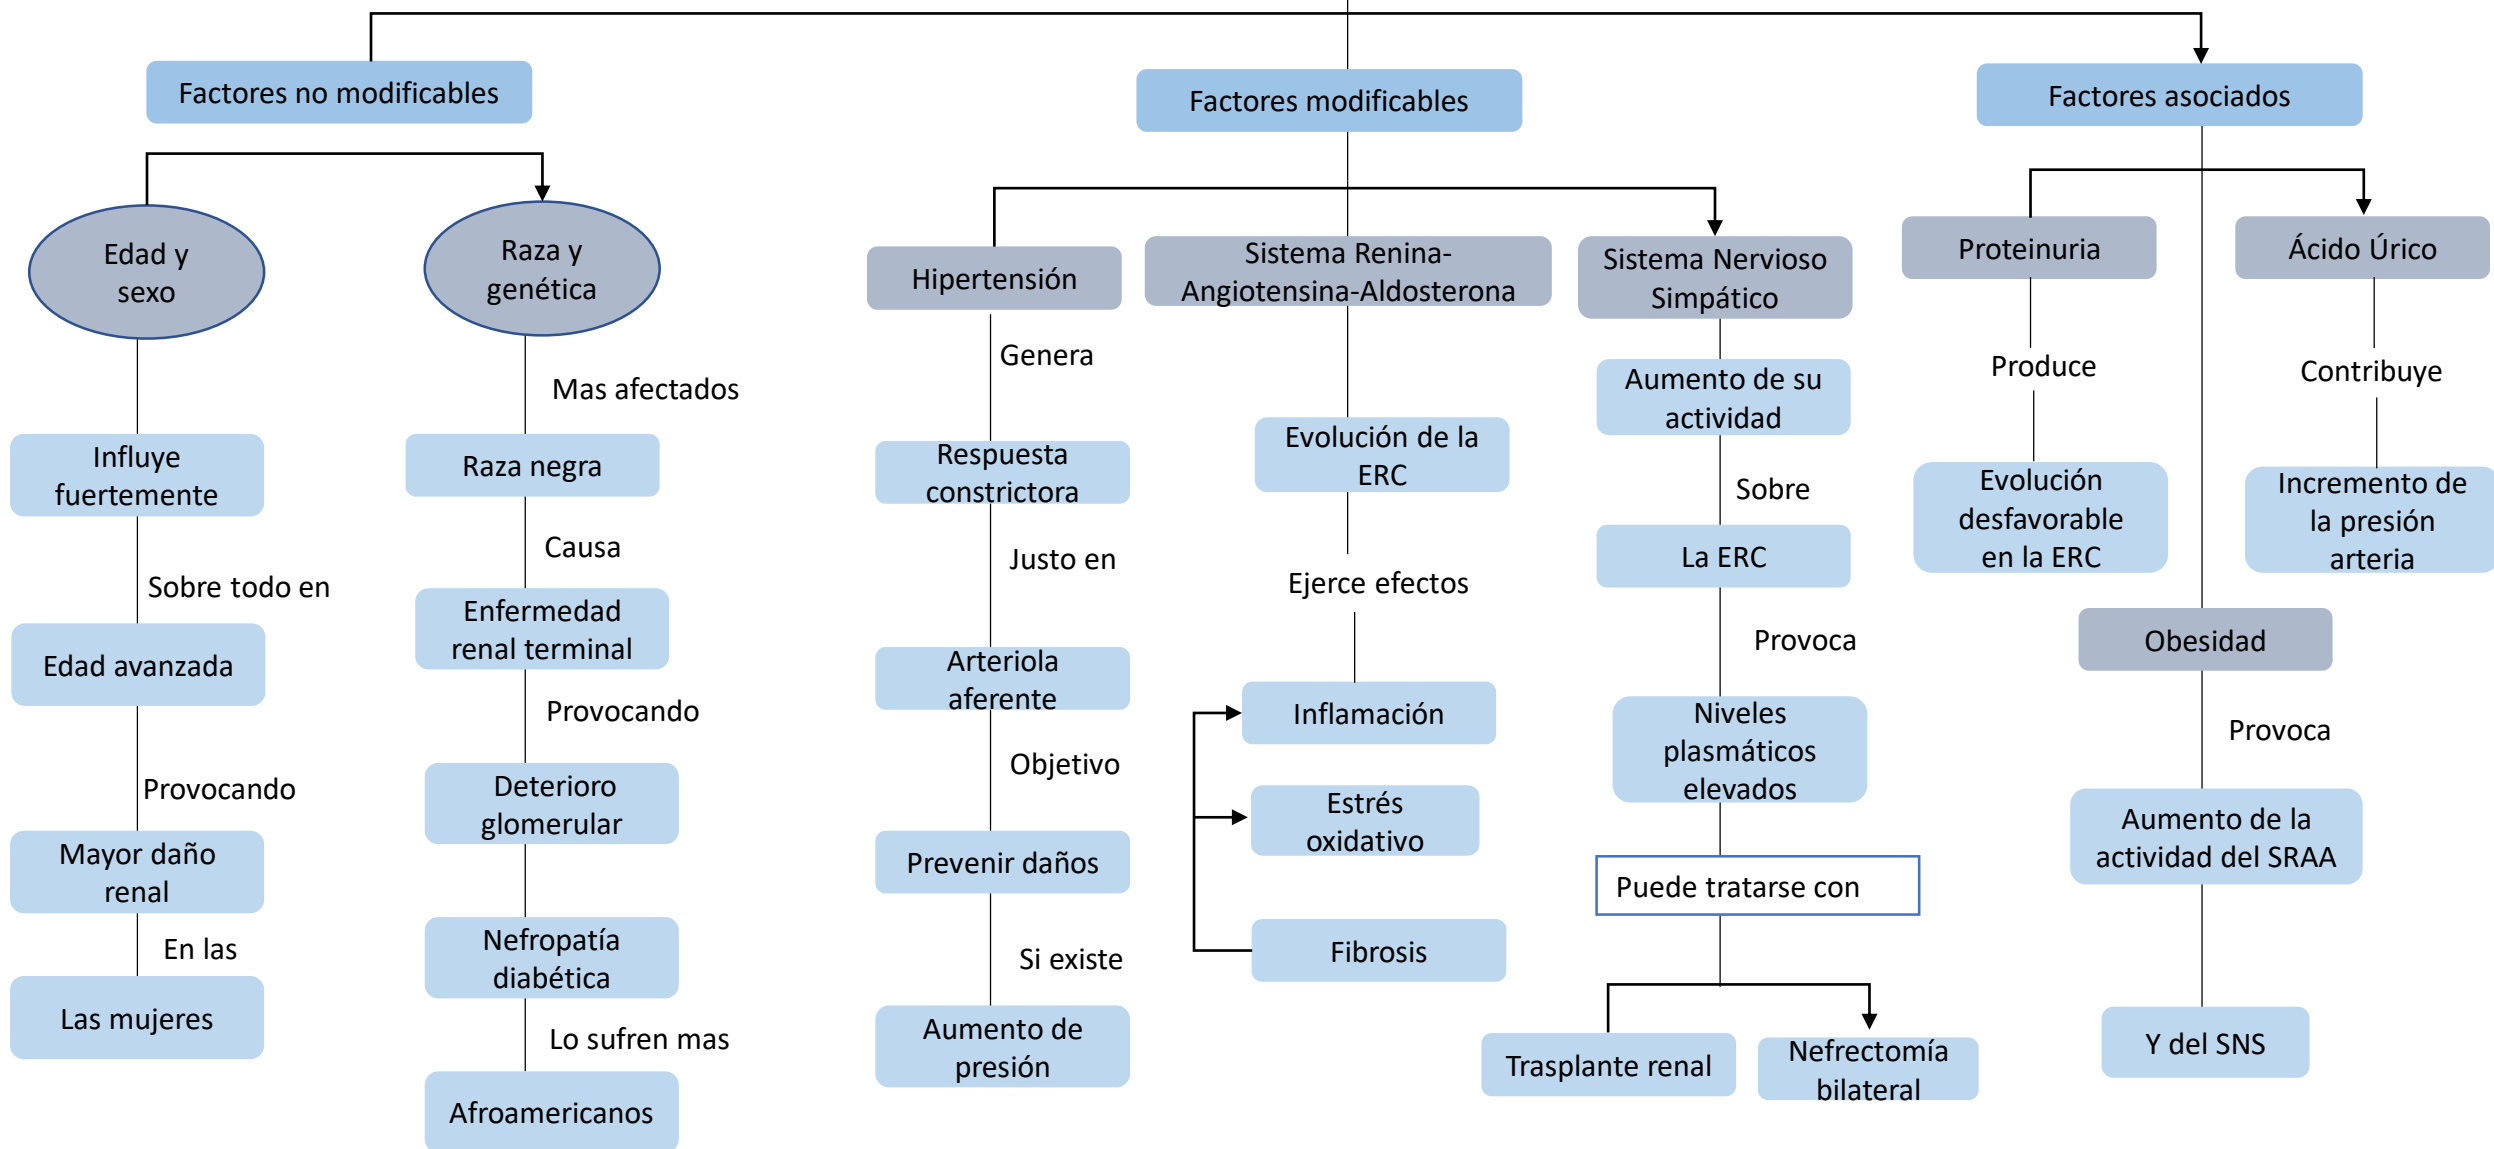 Factores no modificables
Factores modificables
Factores asociados
Edad y
sexo
Influye
fuertemente
Sobre todo en
Edad avanzada
Provocando
Mayor daño
renal
En las
Las mujeres
Raza y
genética
Mas afectados
Raza negra
Causa
Enfermedad
renal terminal
Provocando
Deterioro
glomerular
Nefropatía
diabética
Lo sufren mas
Afroamericanos
Hipertensión
Genera
Respuesta
constrictora
Justo en
Arteriola
aferente
Objetivo
Prevenir daños
Si existe
Aumento de
presión
Sistema Renina-
Angiotensina-Aldosterona
Evolución de la
ERC
Ejerce efectos
Inflamación
Estrés
oxidativo
Fibrosis
Sistema Nervioso
Simpático
Aumento de su
actividad
Sobre
La ERC
Provoca
Niveles
plasmáticos
elevados
Puede tratarse con
Trasplante renal
Nefrectomía
bilateral
Proteinuria
Produce
Evolución
desfavorable
en la ERC
Ácido Úrico
Contribuye
Incremento de
la presión
arteria
Obesidad
Provoca
Aumento de la
actividad del SRAA
Y del SNS